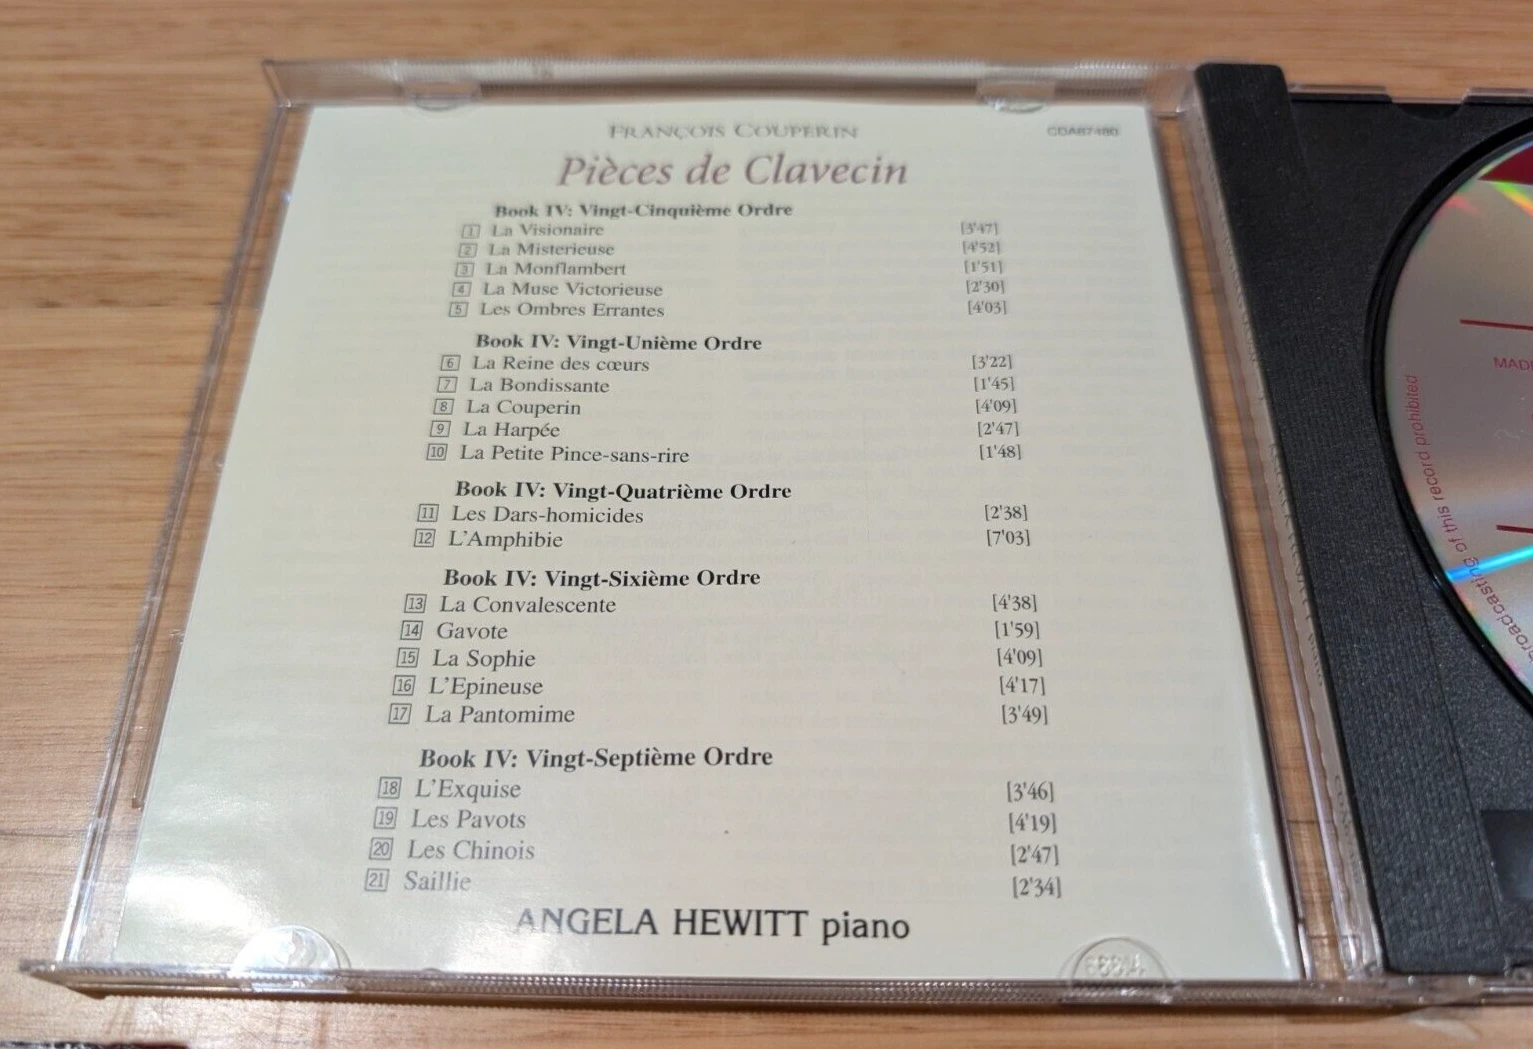 FRANÇOIS COUPERIN
CDA67480
Pièces de Clavecin
Book IV: Vingt-Cinquième Ordre
1 La Visionaire [3'47]
2 La Misterieuse [4'52]
3 La Monflambert [1'51]
4 La Muse Victorieuse [2'30]
5 Les Ombres Errantes [4'03]
Book IV: Vingt-Unième Ordre
6 La Reine des cœurs [3'22]
7 La Bondissante [1'45]
8 La Couperin [4'09]
9 La Harpée [2'47]
10 La Petite Pince-sans-rire [1'48]
Book IV: Vingt-Quatrième Ordre
11 Les Dars-homicides [2'38]
12 L'Amphibie [7'03]
Book IV: Vingt-Sixième Ordre
13 La Convalescente [4'38]
14 Gavote [1'59]
15 La Sophie [4'09]
16 L'Epineuse [4'17]
17 La Pantomime [3'49]
Book IV: Vingt-Septième Ordre
18 L'Exquise [3'46]
19 Les Pavots [4'19]
20 Les Chinois [2'47]
21 Saillie [2'34]
ANGELA HEWITT piano
broadcasting of this record prohibited